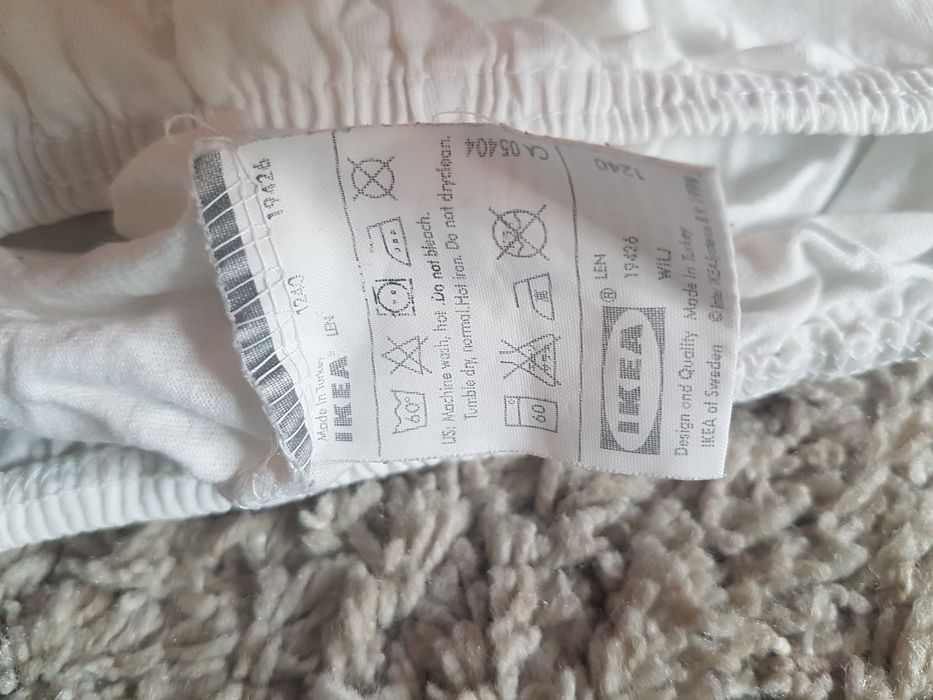 19426
1240
LEN
Made in Turkey
IKEA®
60°
US: Machine wash, hot. Do not bleach.
Tumble dry, normal. Hot iron. Do not dryclean.
CA 05404
60
1240
IKEA ®
LEN
19426
WILJ
Design and Quality
IKEA of Sweden
Made in Turkey